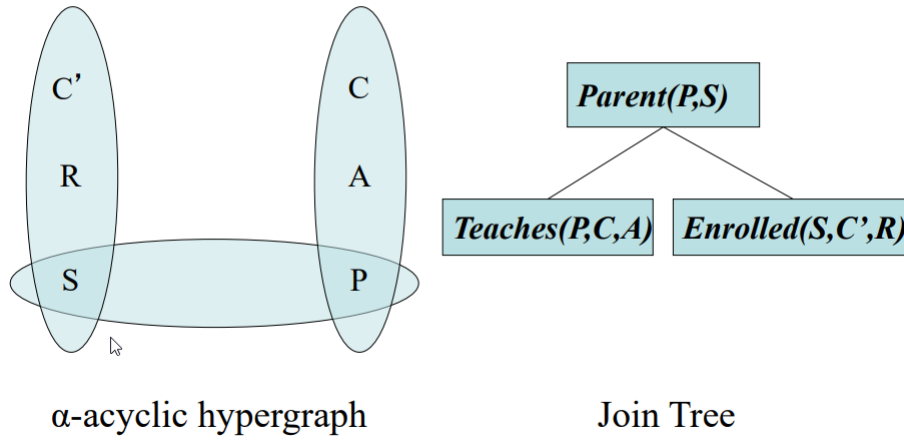 C’
R
S
C
A
P
Parent(P,S)
Teaches(P,C,A)
Enrolled(S,C’,R)
α-acyclic hypergraph
Join Tree